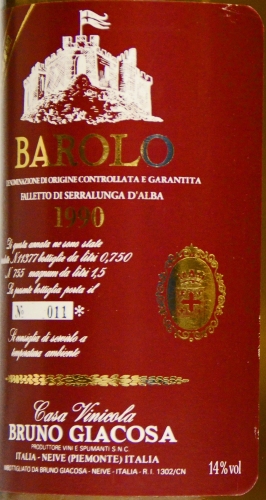 BAROLO
DENOMINAZIONE DI ORIGINE CONTROLLATA E GARANTITA
FALLETTO DI SERRALUNGA D'ALBA
1990
Di questa annata ne sono state
11377 bottiglie da litri 0,750
N 755 magnum da litri 1,5
La presente bottiglia porta il
N° 011*
Si consiglia di servirlo a
temperatura ambiente
Casa Vinicola
BRUNO GIACOSA
PRODUTTORE VINI E SPUMANTI S.N.C
ITALIA - NEIVE (PIEMONTE) ITALIA
IMBOTTIGLIATO DA BRUNO GIACOSA - NEIVE - ITALIA - R.I. 1302/CN
14% vol